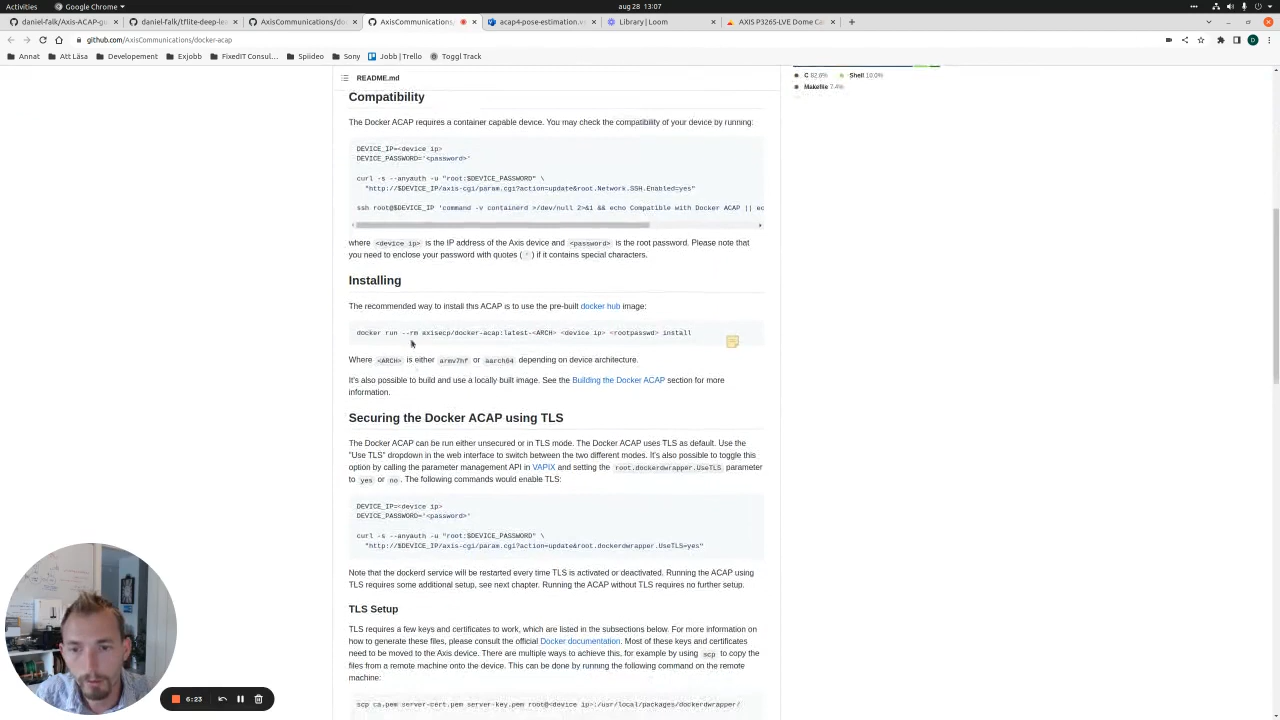 Activities
Google Chrome
aug 28 13:07
daniel-falk/Axis-ACAP-gu
daniel-falk/tflite-deep-lea
AxisCommunications/do
AxisCommunications/
acap4-pose-estimation.
Library | Loom
AXIS P3265-LVE Dome Ca
github.com/AxisCommunications/docker-acap
D
Annat
Att Läsa
Developement
Exjobb
FixedIT Consul…
Spiideo
Sony
Jobb | Trello
Toggl Track
README.md
C 82.6%
Shell 10.0%
Makefile 7.4%
Compatibility
The Docker ACAP requires a container capable device. You may check the compatibility of your device by running:
DEVICE_IP=<device ip>
DEVICE_PASSWORD='<password>'
curl -s --anyauth -u "root:$DEVICE_PASSWORD" \
"http://$DEVICE_IP/axis-cgi/param.cgi?action=update&root.Network.SSH.Enabled=yes"
ssh root@$DEVICE_IP 'command -v containerd >/dev/null 2>&1 && echo Compatible with Docker ACAP || ec
where <device ip> is the IP address of the Axis device and <password> is the root password. Please note that
you need to enclose your password with quotes ( ' ) if it contains special characters.
Installing
The recommended way to install this ACAP is to use the pre-built docker hub image:
docker run --rm axisecp/docker-acap:latest-<ARCH> <device ip> <rootpasswd> install
Where <ARCH> is either armv7hf or aarch64 depending on device architecture.
It's also possible to build and use a locally built image. See the Building the Docker ACAP section for more
information.
Securing the Docker ACAP using TLS
The Docker ACAP can be run either unsecured or in TLS mode. The Docker ACAP uses TLS as default. Use the
"Use TLS" dropdown in the web interface to switch between the two different modes. It's also possible to toggle this
option by calling the parameter management API in VAPIX and setting the root.dockerdwrapper.UseTLS parameter
to yes or no . The following commands would enable TLS:
DEVICE_IP=<device ip>
DEVICE_PASSWORD='<password>'
curl -s --anyauth -u "root:$DEVICE_PASSWORD" \
"http://$DEVICE_IP/axis-cgi/param.cgi?action=update&root.dockerdwrapper.UseTLS=yes"
Note that the dockerd service will be restarted every time TLS is activated or deactivated. Running the ACAP using
TLS requires some additional setup, see next chapter. Running the ACAP without TLS requires no further setup.
TLS Setup
TLS requires a few keys and certificates to work, which are listed in the subsections below. For more information on
how to generate these files, please consult the official Docker documentation. Most of these keys and certificates
need to be moved to the Axis device. There are multiple ways to achieve this, for example by using scp to copy the
files from a remote machine onto the device. This can be done by running the following command on the remote
machine:
scp ca.pem server-cert.pem server-key.pem root@<device ip>:/usr/local/packages/dockerdwrapper/
6:23